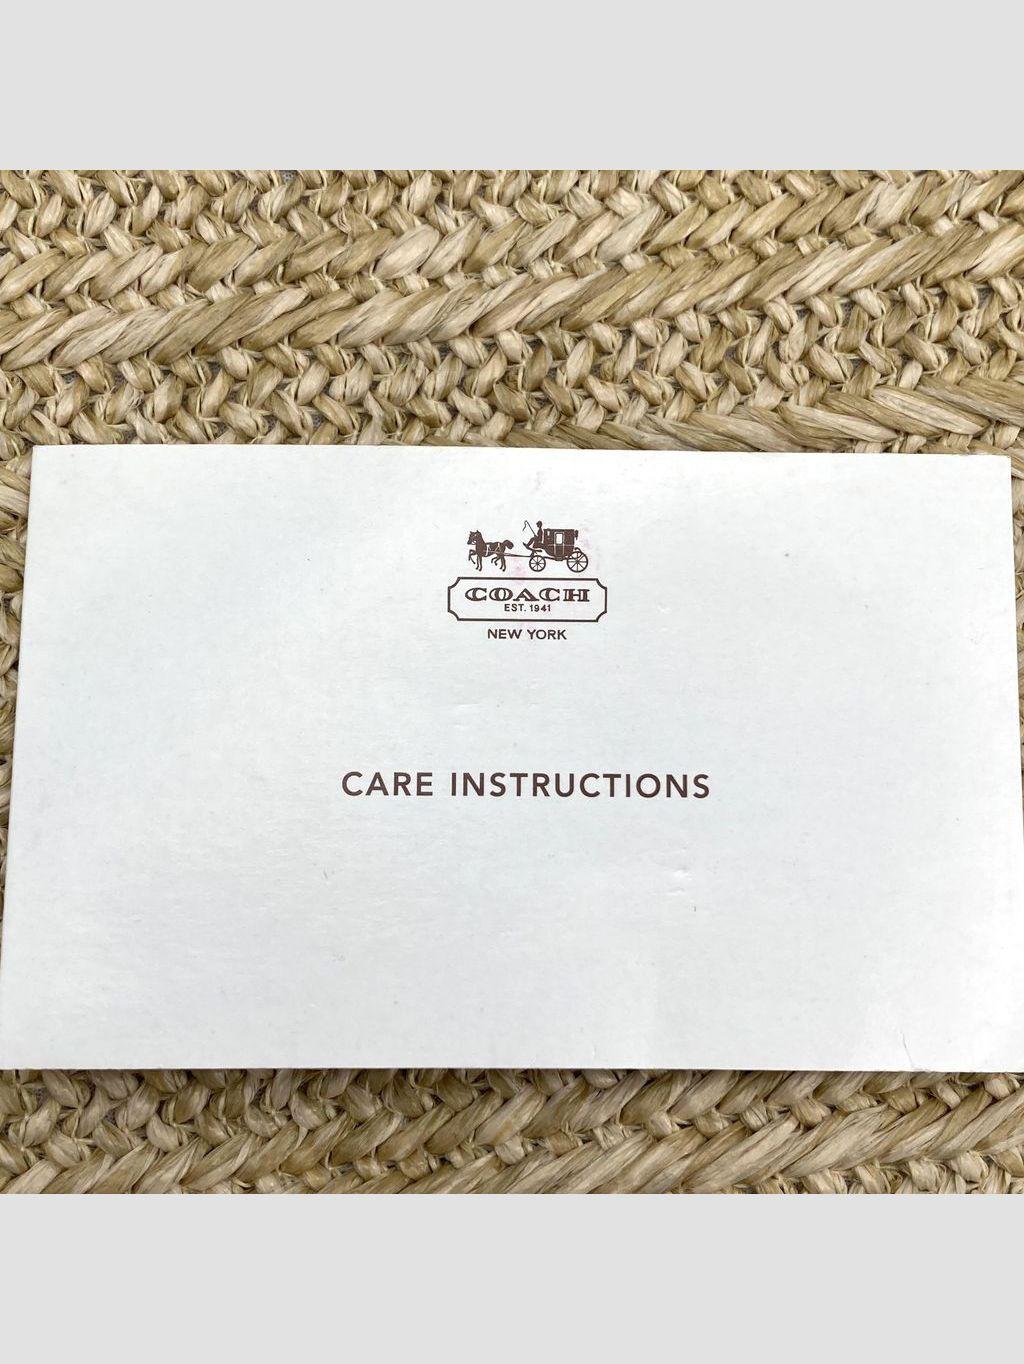 COACH
EST. 1941
NEW YORK
CARE INSTRUCTIONS